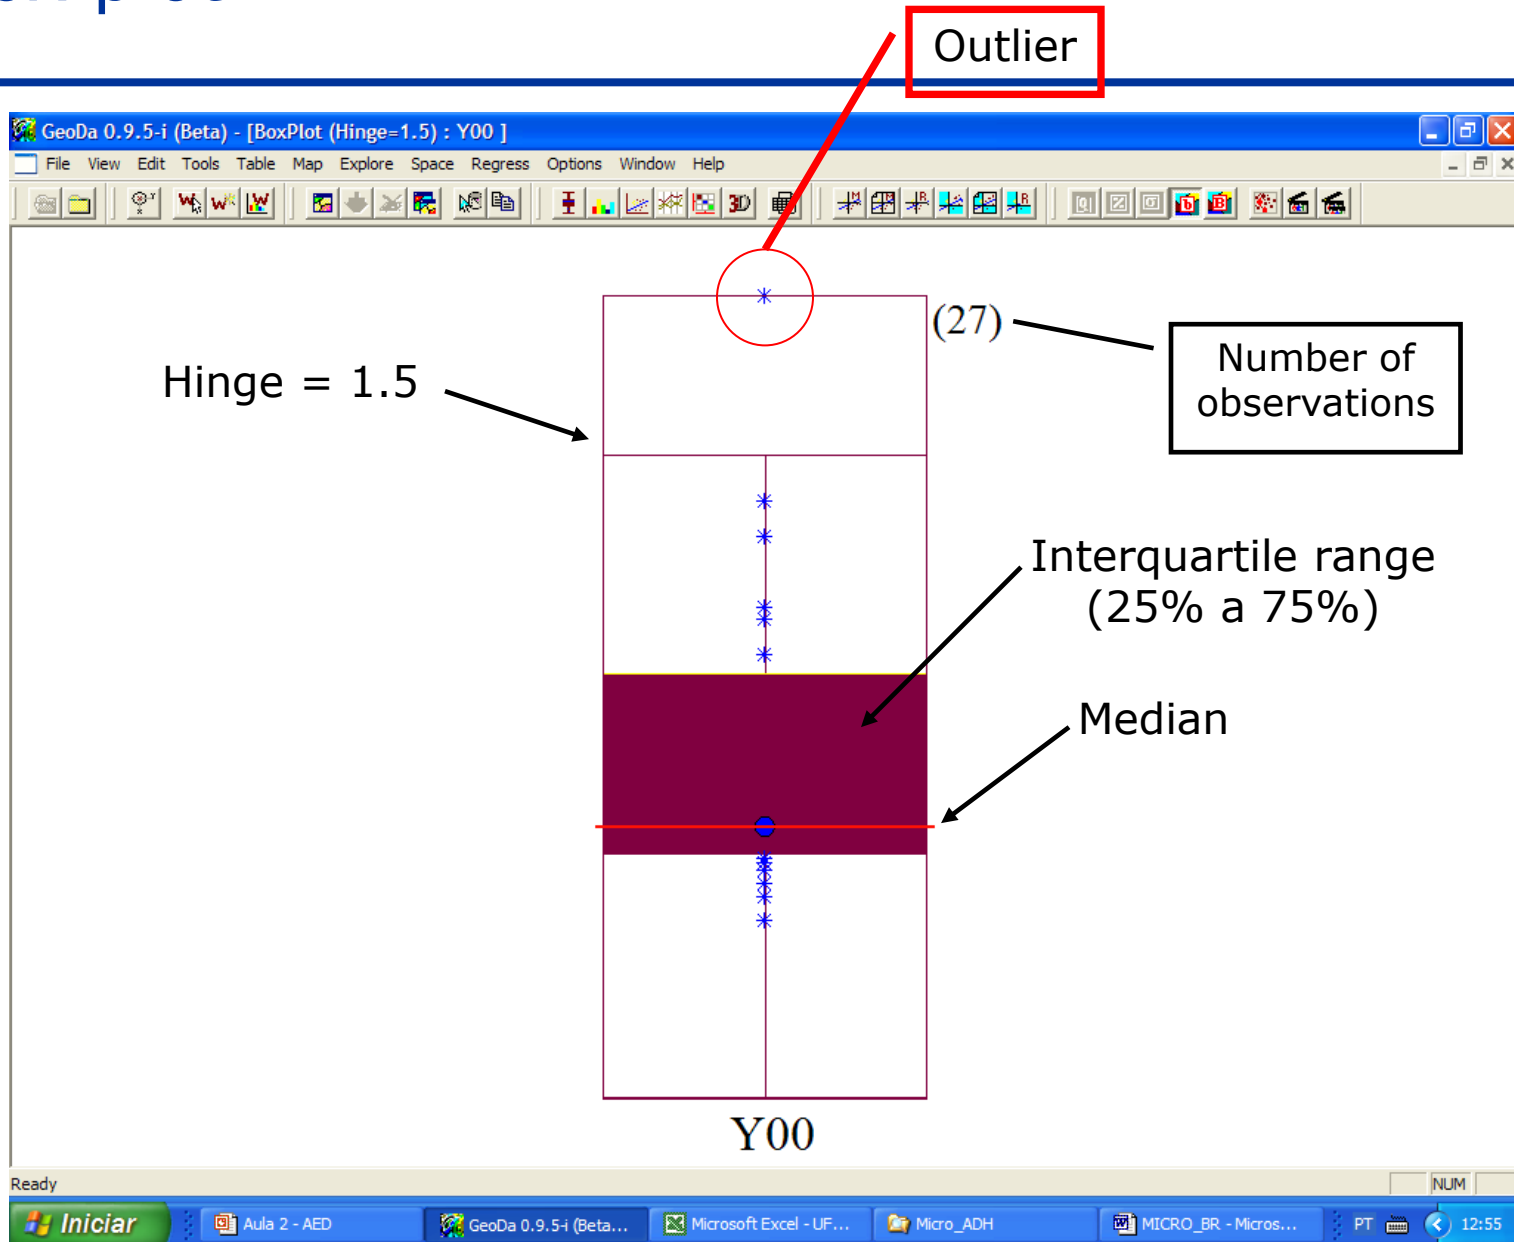 Outlier
GeoDa 0.9.5-i (Beta) - [BoxPlot (Hinge=1.5) : Y00 ]
File View Edit Tools Table Map Explore Space Regress Options Window Help
3D
(27)
Number of
observations
Hinge = 1.5
Interquartile range
(25% a 75%)
Median
Y00
Ready
NUM
Iniciar
Aula 2 - AED
GeoDa 0.9.5-i (Beta...
Microsoft Excel - UF...
Micro_ADH
MICRO_BR - Micros...
PT
12:55